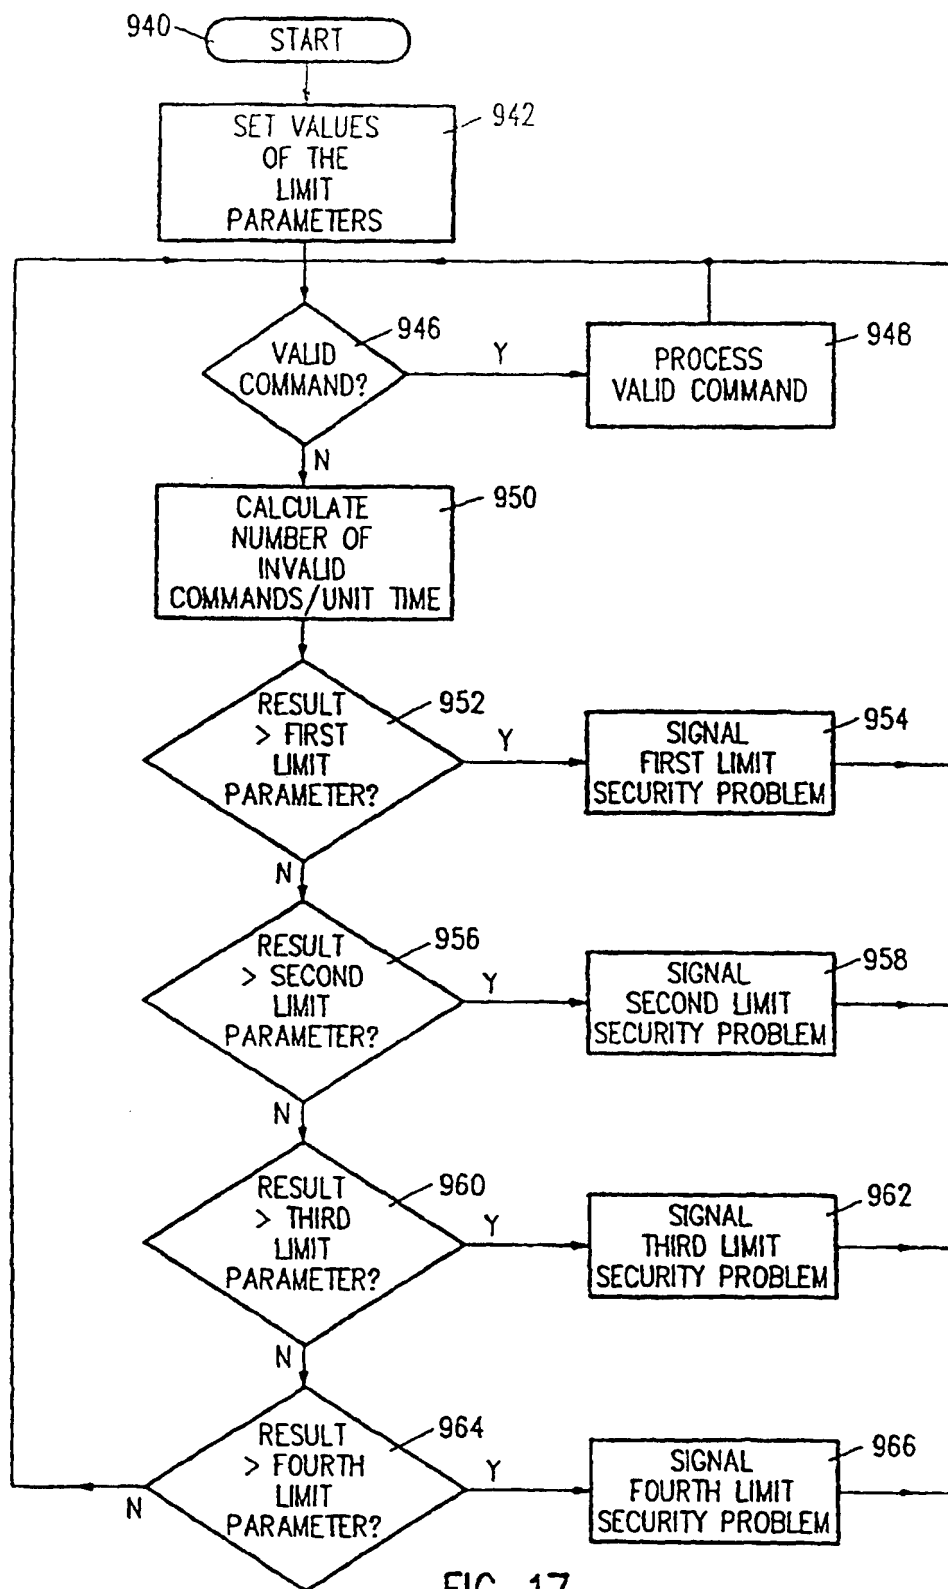 940
START
942
SET VALUES
OF THE
LIMIT
PARAMETERS
946
VALID
COMMAND?
Y
948
PROCESS
VALID COMMAND
N
950
CALCULATE
NUMBER OF
INVALID
COMMANDS/UNIT TIME
952
RESULT
> FIRST
LIMIT
PARAMETER?
Y
954
SIGNAL
FIRST LIMIT
SECURITY PROBLEM
N
956
RESULT
> SECOND
LIMIT
PARAMETER?
Y
958
SIGNAL
SECOND LIMIT
SECURITY PROBLEM
N
960
RESULT
> THIRD
LIMIT
PARAMETER?
Y
962
SIGNAL
THIRD LIMIT
SECURITY PROBLEM
N
964
RESULT
> FOURTH
LIMIT
PARAMETER?
Y
966
SIGNAL
FOURTH LIMIT
SECURITY PROBLEM
N
FIG. 17